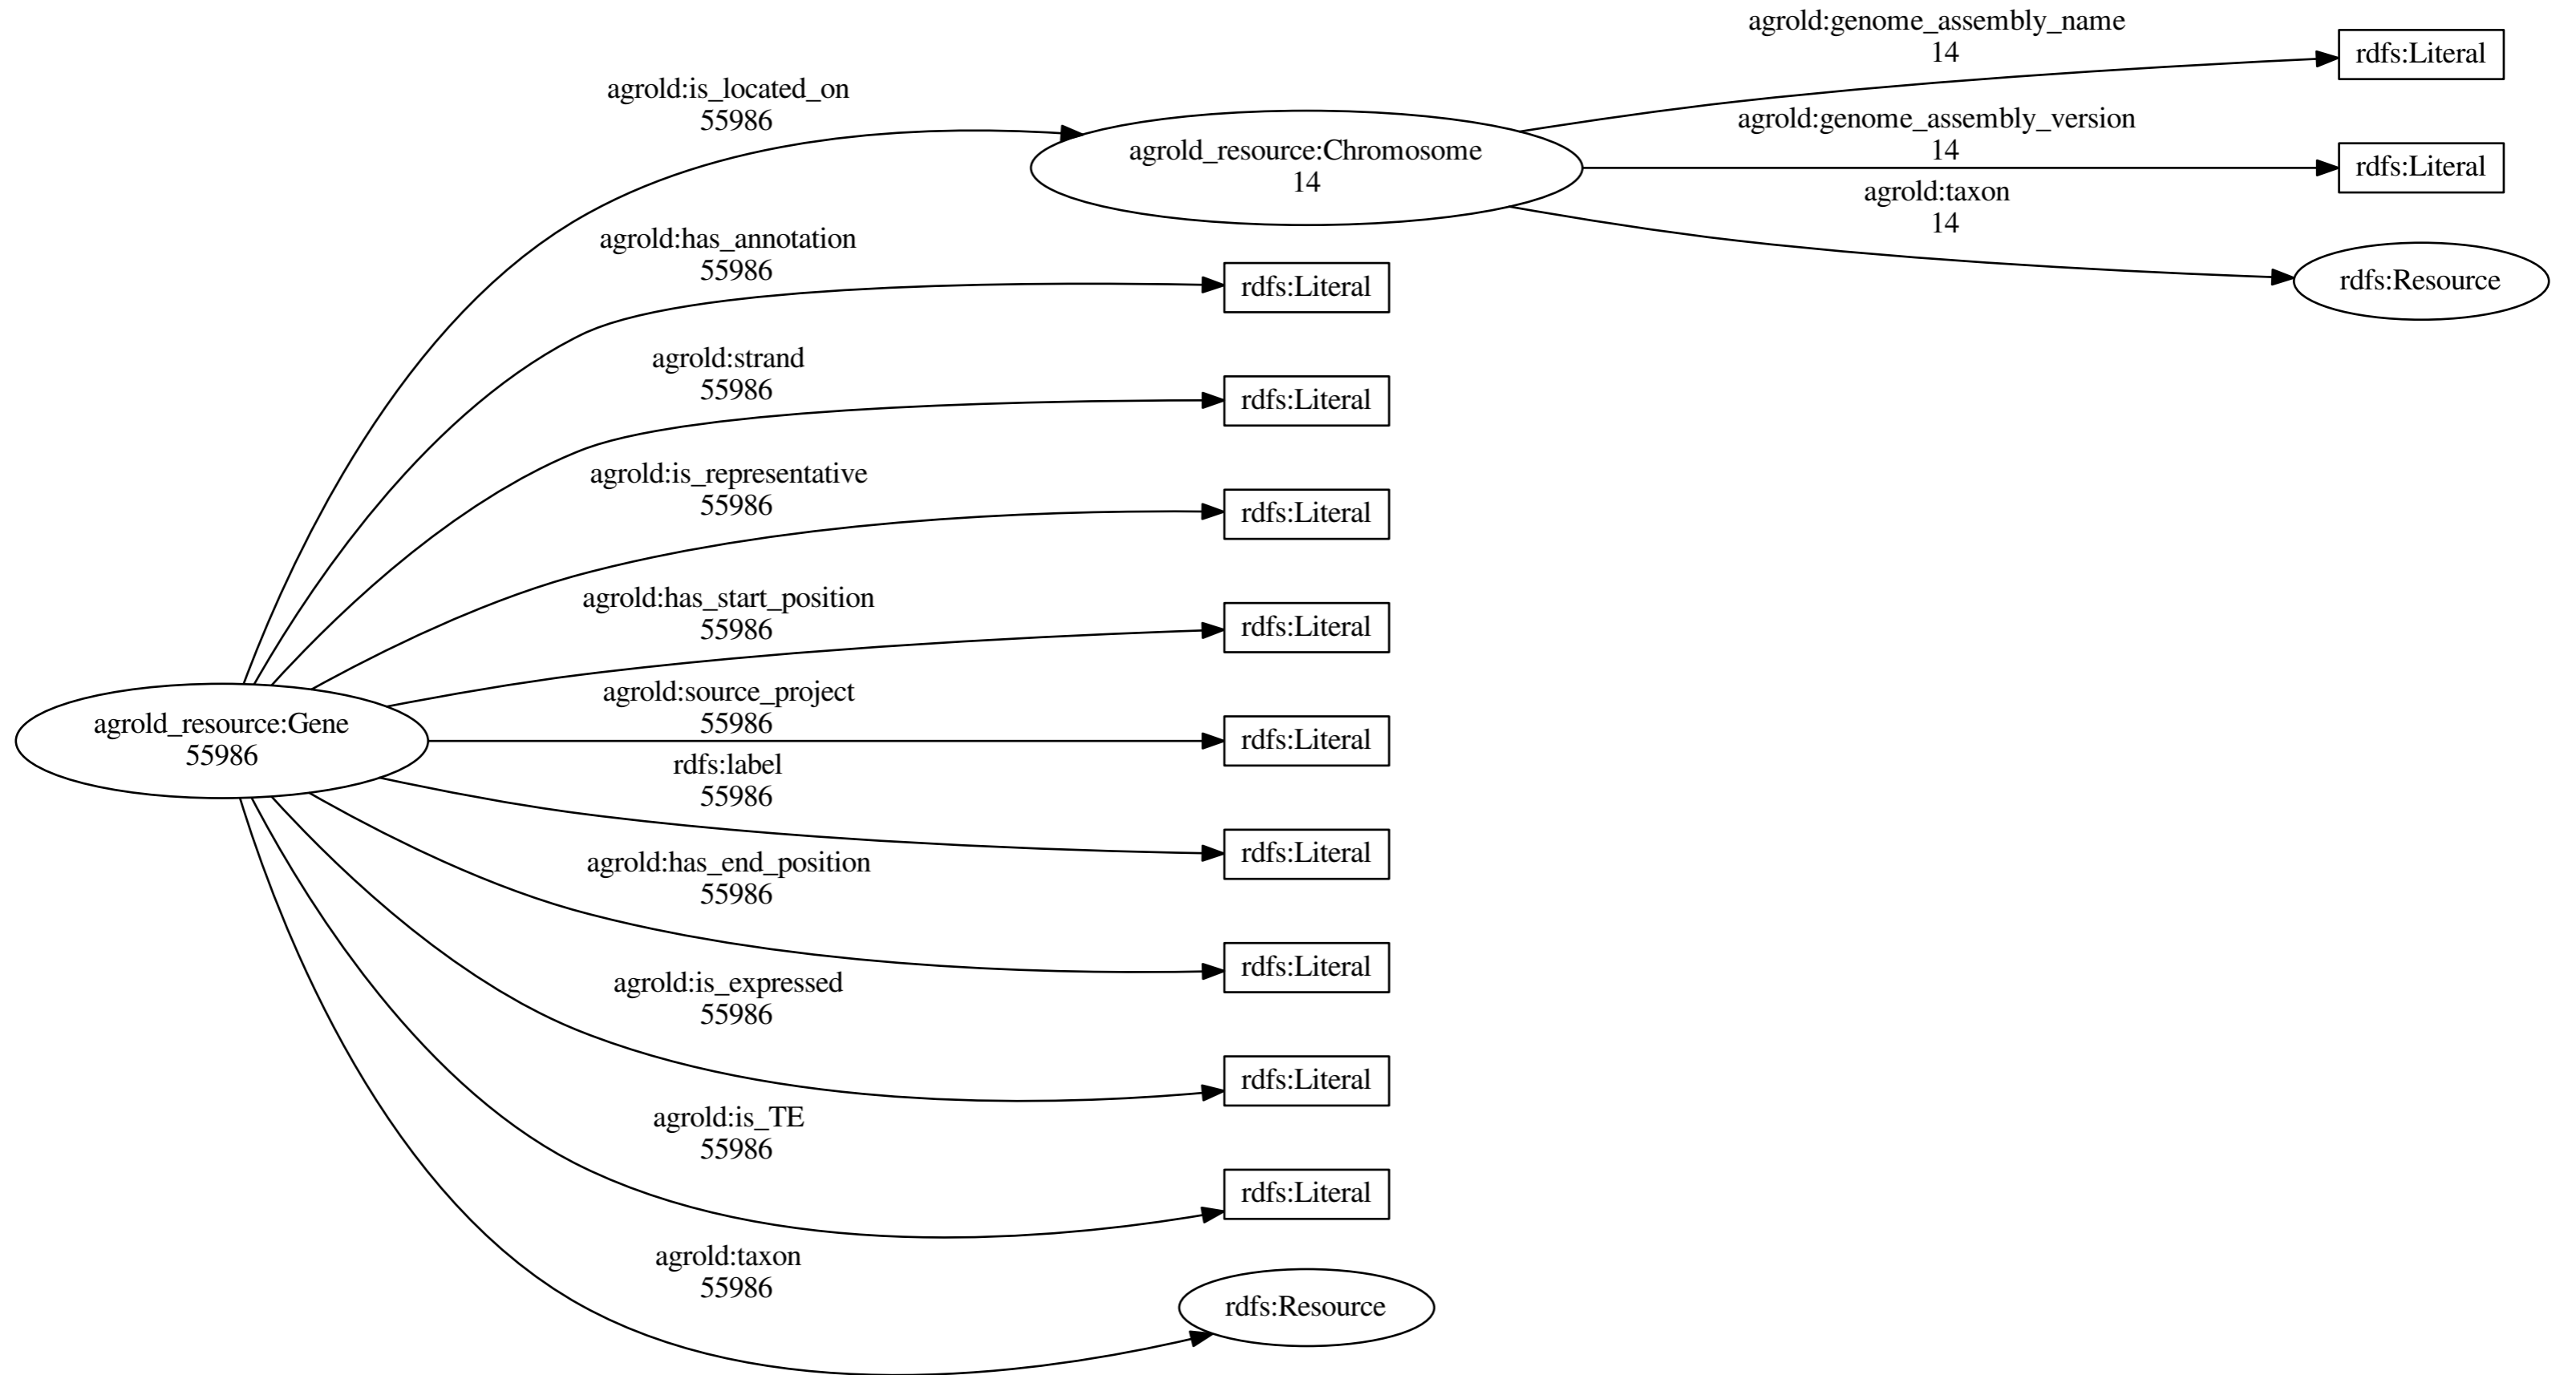 agrold:genome_assembly_name
14
rdfs:Literal
agrold:is_located_on
55986
agrold:genome_assembly_version
14
rdfs:Literal
agrold_resource:Chromosome
14
agrold:taxon
14
rdfs:Resource
agrold:has_annotation
55986
rdfs:Literal
agrold:strand
55986
rdfs:Literal
agrold:is_representative
55986
rdfs:Literal
agrold:has_start_position
55986
rdfs:Literal
agrold:source_project
55986
rdfs:Literal
agrold_resource:Gene
55986
rdfs:label
55986
rdfs:Literal
agrold:has_end_position
55986
rdfs:Literal
agrold:is_expressed
55986
rdfs:Literal
agrold:is_TE
55986
rdfs:Literal
agrold:taxon
55986
rdfs:Resource